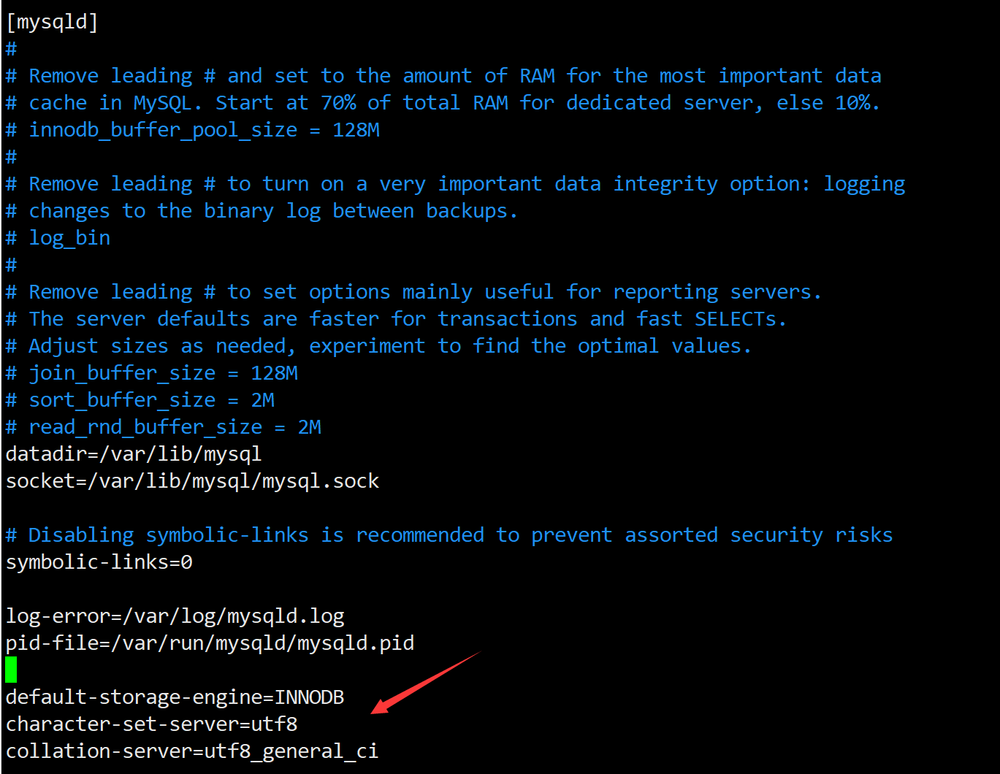 [mysqld]
#
# Remove leading # and set to the amount of RAM for the most important data
# cache in MySQL. Start at 70% of total RAM for dedicated server, else 10%.
# innodb_buffer_pool_size = 128M
#
# Remove leading # to turn on a very important data integrity option: logging
# changes to the binary log between backups.
# log_bin
#
# Remove leading # to set options mainly useful for reporting servers.
# The server defaults are faster for transactions and fast SELECTs.
# Adjust sizes as needed, experiment to find the optimal values.
# join_buffer_size = 128M
# sort_buffer_size = 2M
# read_rnd_buffer_size = 2M
datadir=/var/lib/mysql
socket=/var/lib/mysql/mysql.sock
# Disabling symbolic-links is recommended to prevent assorted security risks
symbolic-links=0
log-error=/var/log/mysqld.log
pid-file=/var/run/mysqld/mysqld.pid
default-storage-engine=INNODB
character-set-server=utf8
collation-server=utf8_general_ci